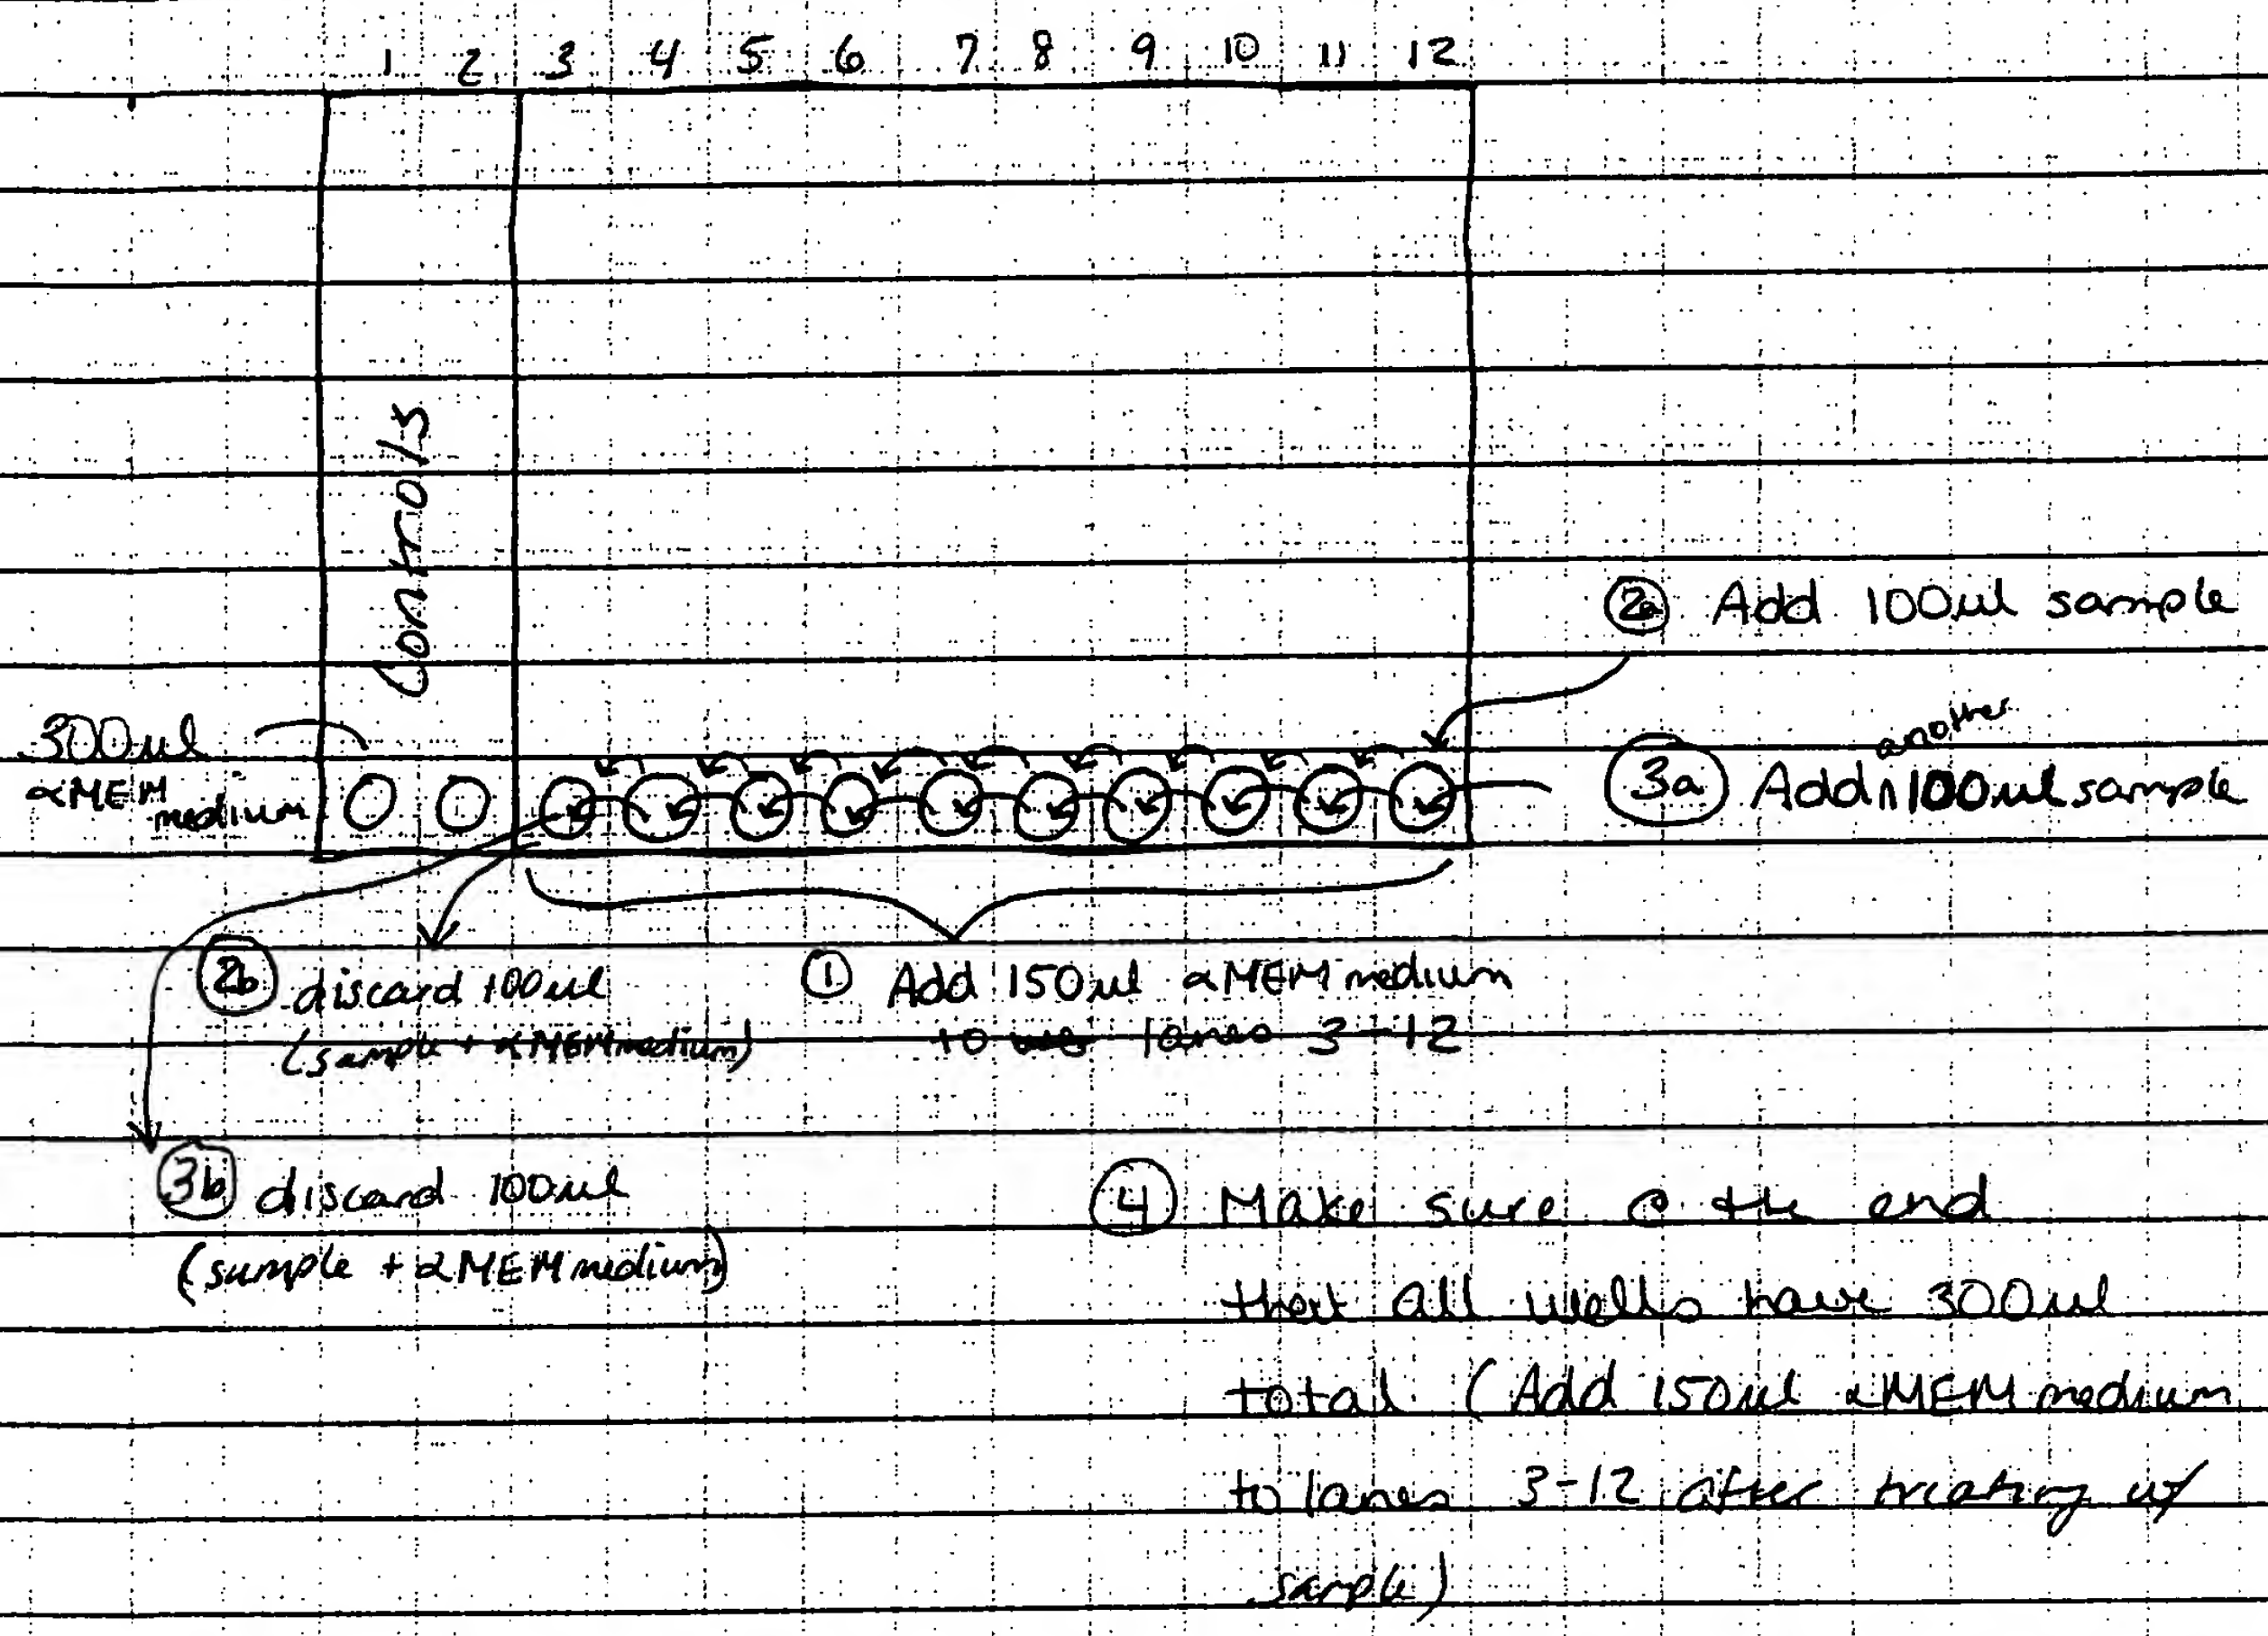 1 2 3 4 5 6 7 8 9 10 11 12
Controls
2a Add 100ul sample
300ul
αMEM
medium
another
3a Add ∧ 100ul sample
2b discard 100ul
(sample + αMEM medium)
1 Add 150ul αMEM medium
to lanes 3-12
3b discard 100ul
(sample + αMEM medium)
4 Make sure @ the end
that all wells have 300ul
total (Add 150ul αMEM medium
to lanes 3-12 after treating w/
sample)